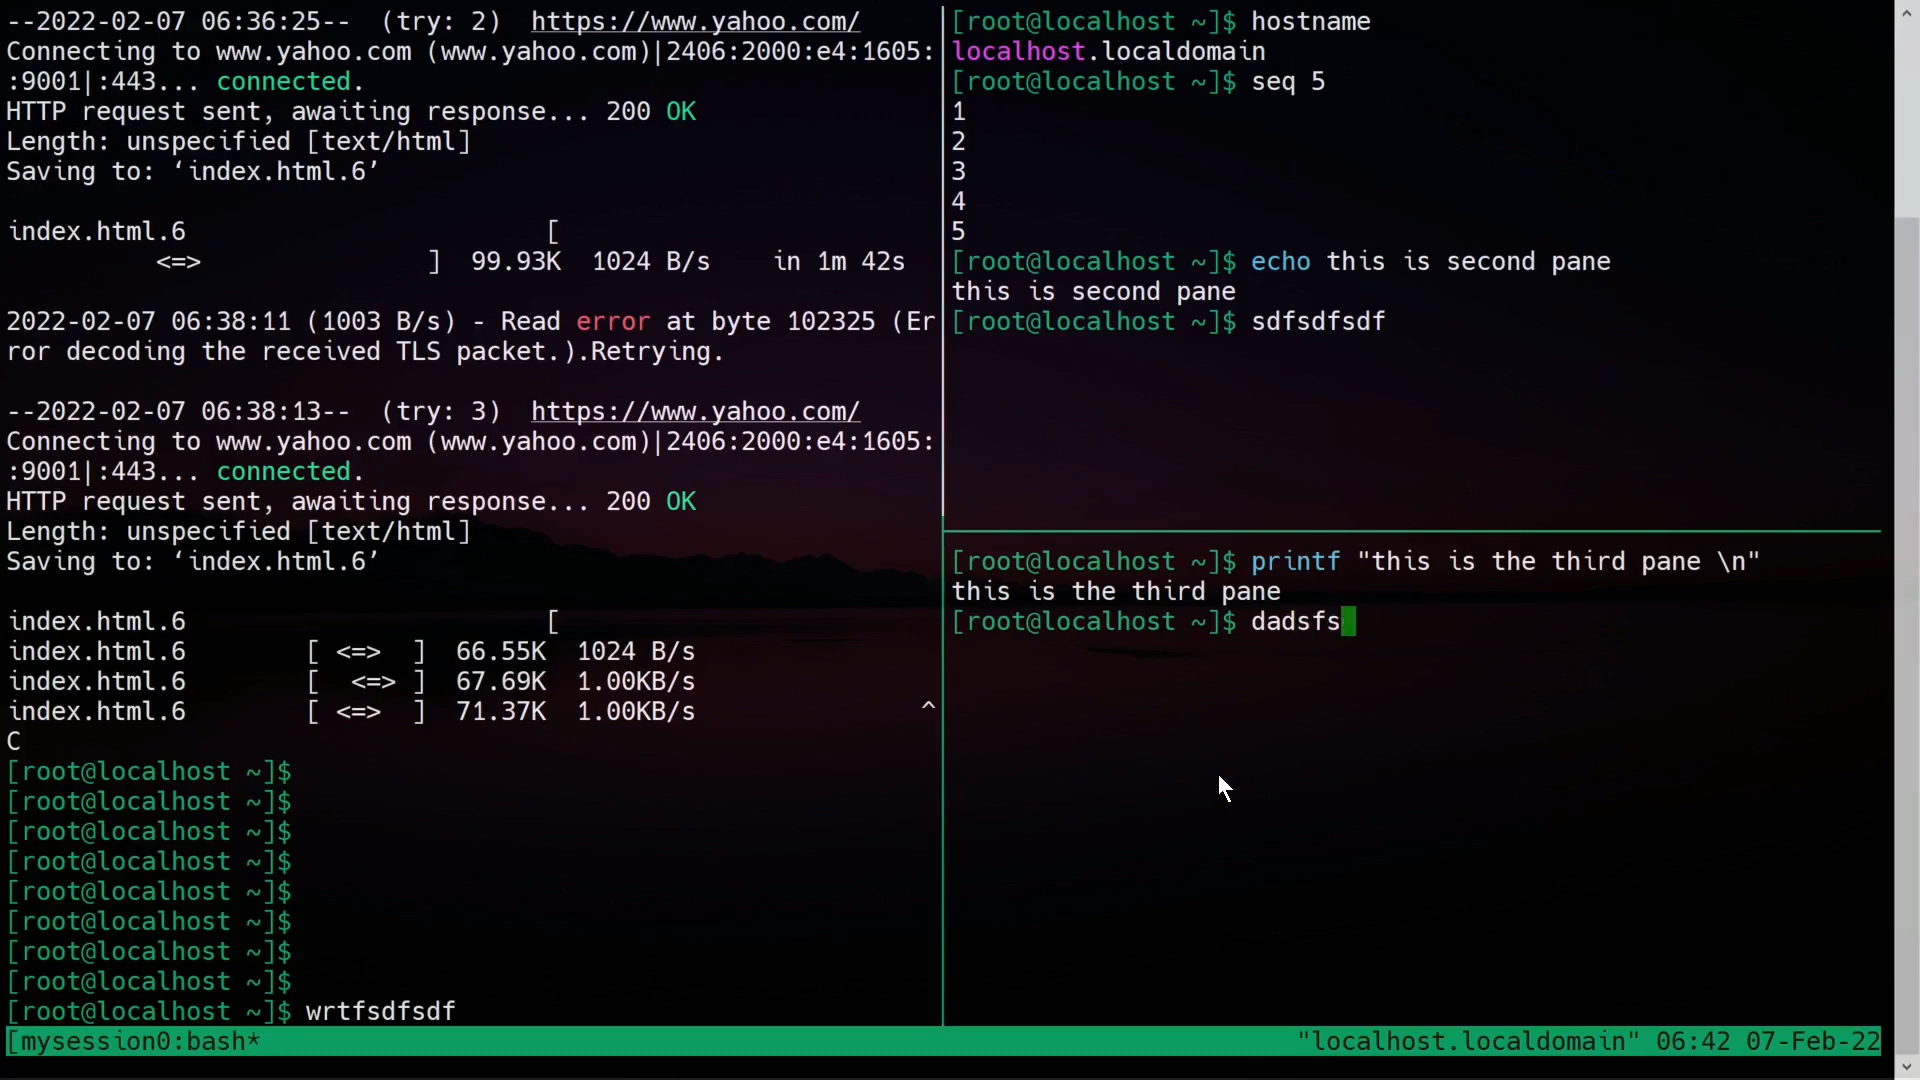 --2022-02-07 06:36:25--  (try: 2)  https://www.yahoo.com/
Connecting to www.yahoo.com (www.yahoo.com)|2406:2000:e4:1605:
:9001|:443... connected.
HTTP request sent, awaiting response... 200 OK
Length: unspecified [text/html]
Saving to: ‘index.html.6’
index.html.6                        [
          <=>               ]  99.93K  1024 B/s    in 1m 42s
2022-02-07 06:38:11 (1003 B/s) - Read error at byte 102325 (Er
ror decoding the received TLS packet.).Retrying.
--2022-02-07 06:38:13--  (try: 3)  https://www.yahoo.com/
Connecting to www.yahoo.com (www.yahoo.com)|2406:2000:e4:1605:
:9001|:443... connected.
HTTP request sent, awaiting response... 200 OK
Length: unspecified [text/html]
Saving to: ‘index.html.6’
index.html.6                        [
index.html.6        [ <=>  ]  66.55K  1024 B/s
index.html.6        [  <=> ]  67.69K  1.00KB/s
index.html.6        [ <=>  ]  71.37K  1.00KB/s               ^
C
[root@localhost ~]$
[root@localhost ~]$
[root@localhost ~]$
[root@localhost ~]$
[root@localhost ~]$
[root@localhost ~]$
[root@localhost ~]$
[root@localhost ~]$
[root@localhost ~]$ wrtfsdfsdf
[root@localhost ~]$ hostname
localhost.localdomain
[root@localhost ~]$ seq 5
1
2
3
4
5
[root@localhost ~]$ echo this is second pane
this is second pane
[root@localhost ~]$ sdfsdfsdf
[root@localhost ~]$ printf "this is the third pane \n"
this is the third pane
[root@localhost ~]$ dadsfs
[mysession0:bash*                "localhost.localdomain" 06:42 07-Feb-22